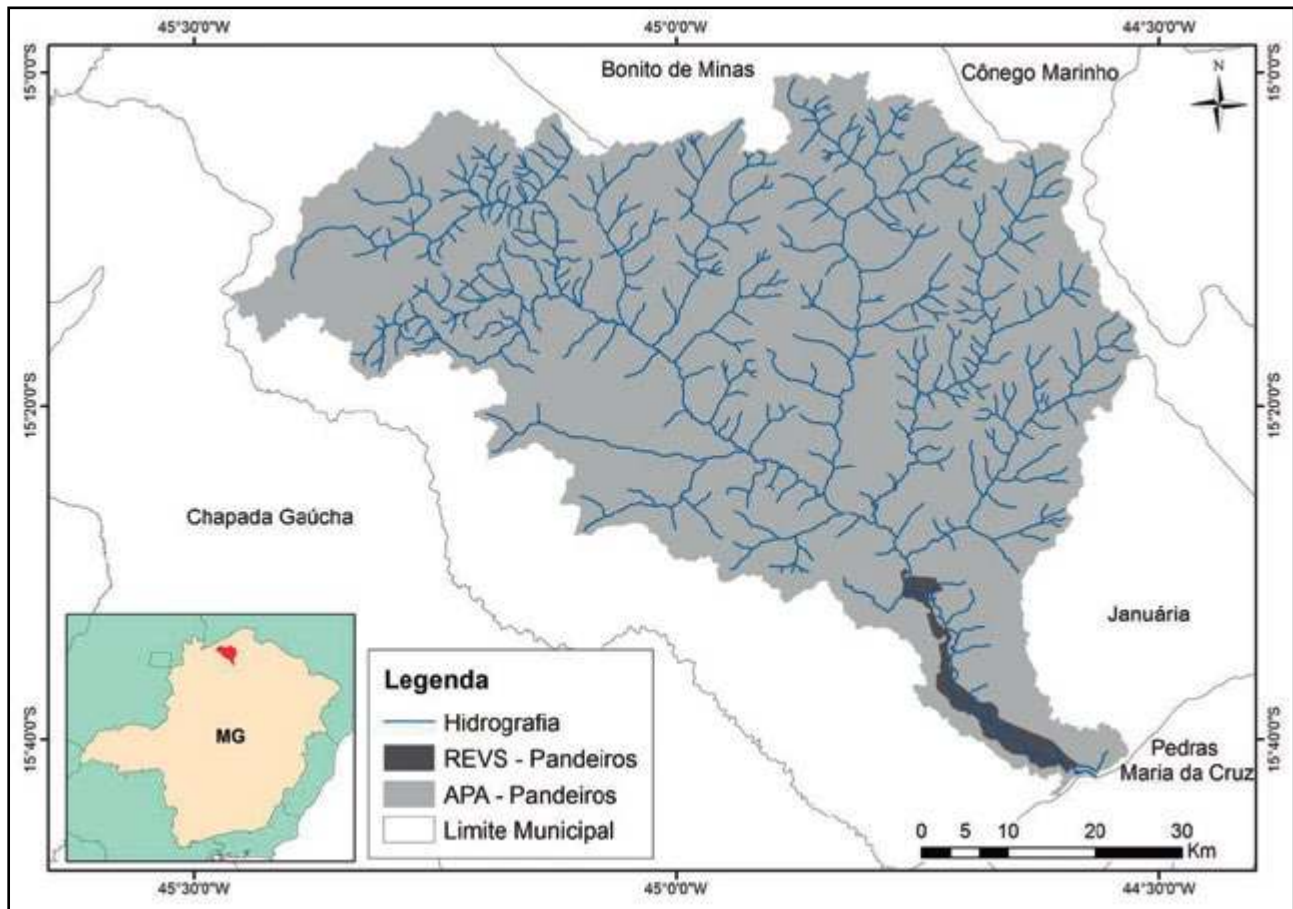 45°30'0"W 45°0'0"W 44°30'0"W
15°0'0"S 15°0'0"S
Bonito de Minas
Cônego Marinho
N
15°20'0"S 15°20'0"S
Chapada Gaúcha
Januária
MG
Legenda
Hidrografia
REVS - Pandeiros
APA - Pandeiros
Limite Municipal
15°40'0"S 15°40'0"S
Pedras
Maria da Cruz
0 5 10 20 30
Km
45°30'0"W 45°0'0"W 44°30'0"W